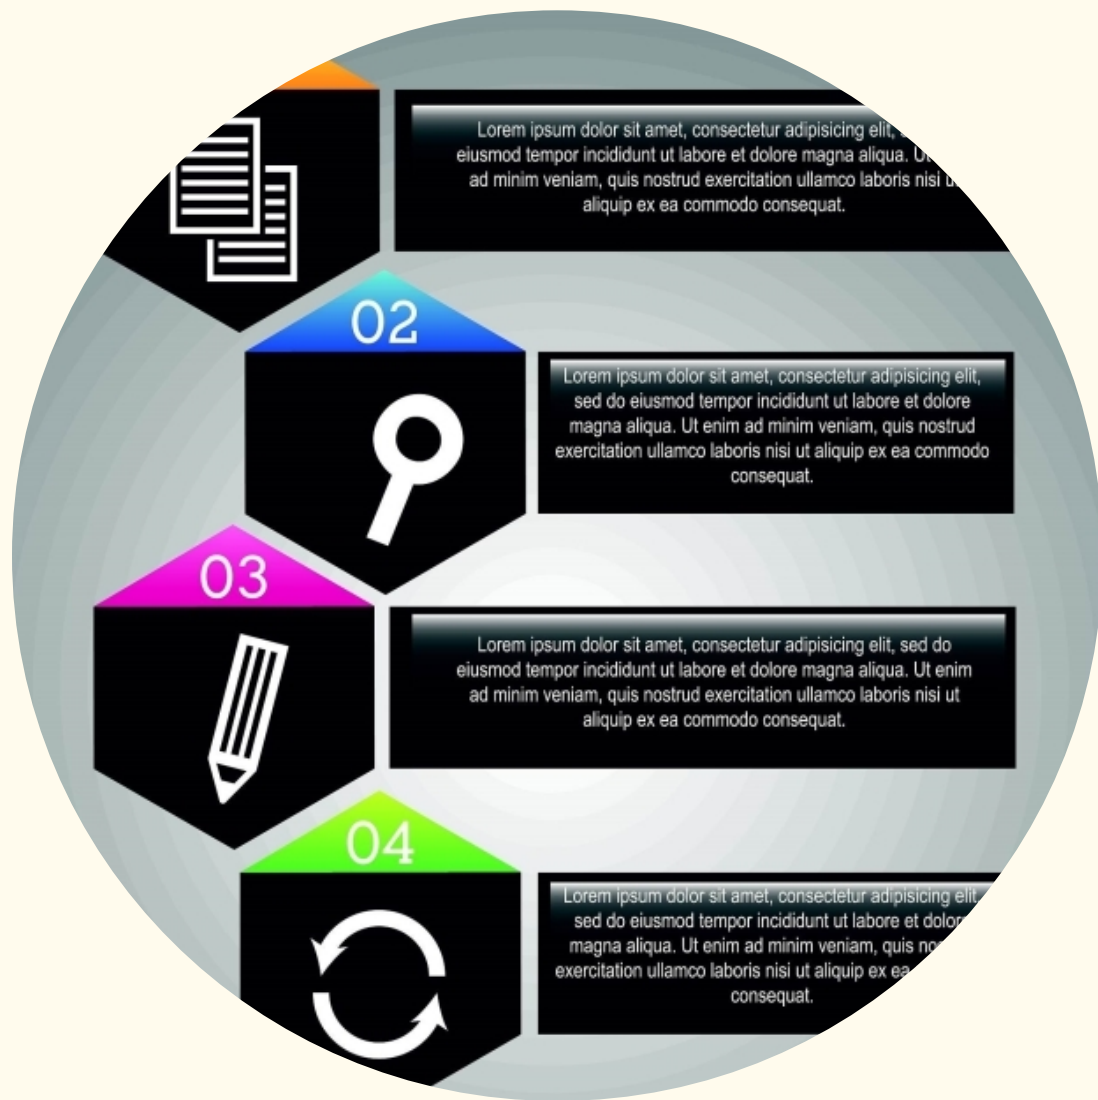 Lorem ipsum dolor sit amet, consectetur adipisicing elit,
eiusmod tempor incididunt ut labore et dolore magna aliqua.
ad minim veniam, quis nostrud exercitation ullamco laboris nisi
aliquip ex ea commodo consequat.
02
Lorem ipsum dolor sit amet, consectetur adipisicing elit,
sed do eiusmod tempor incididunt ut labore et dolore
magna aliqua. Ut enim ad minim veniam, quis nostrud
exercitation ullamco laboris nisi ut aliquip ex ea commodo
consequat.
03
Lorem ipsum dolor sit amet, consectetur adipisicing elit, sed do
eiusmod tempor incididunt ut labore et dolore magna aliqua. Ut enim
ad minim veniam, quis nostrud exercitation ullamco laboris nisi ut
aliquip ex ea commodo consequat.
04
Lorem ipsum dolor sit amet, consectetur adipisicing elit,
sed do eiusmod tempor incididunt ut labore et
magna aliqua. Ut enim ad minim veniam, quis
exercitation ullamco laboris nisi ut aliquip ex ea
consequat.